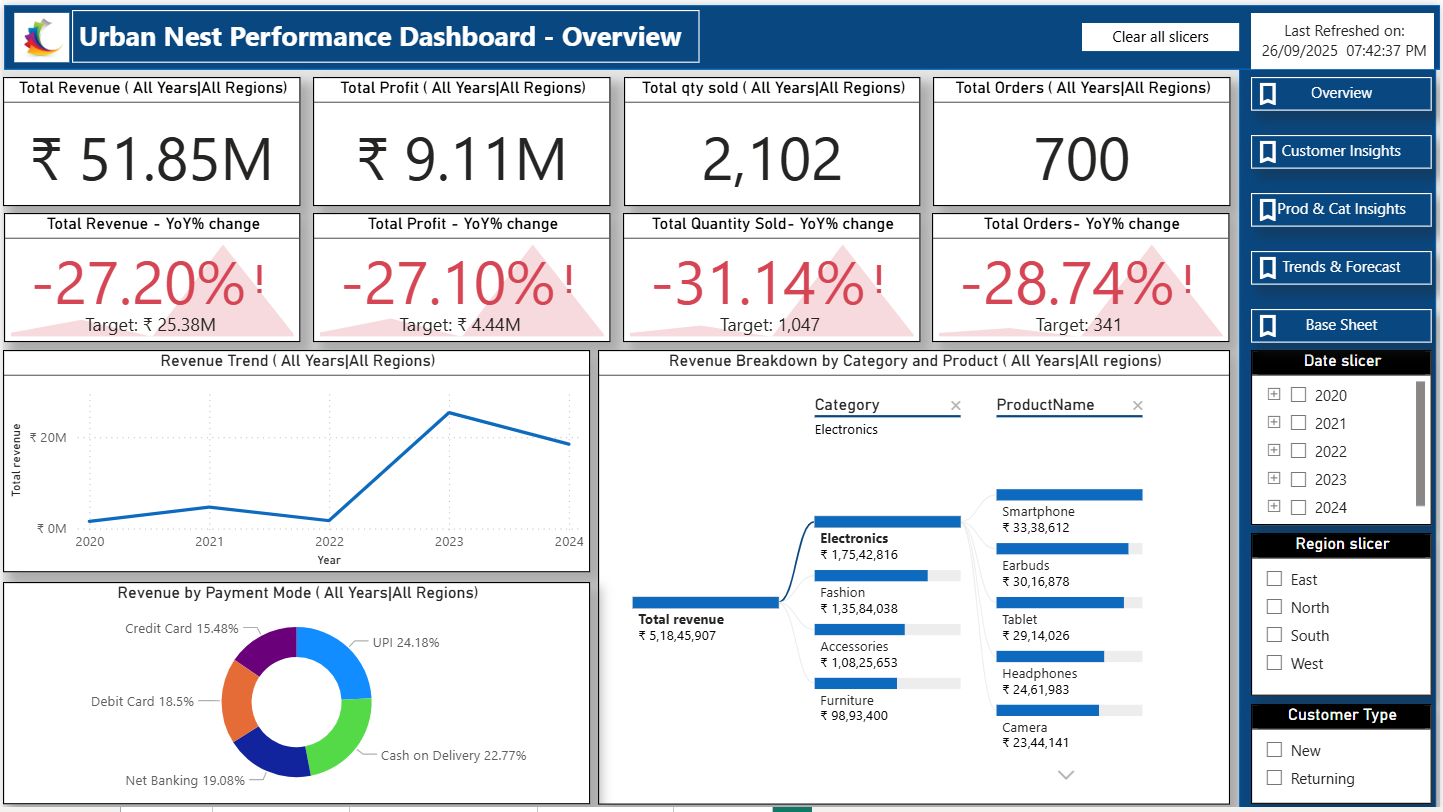 Urban Nest Performance Dashboard - Overview
Clear all slicers
Last Refreshed on:
26/09/2025 07:42:37 PM
Total Revenue ( All Years|All Regions)
₹ 51.85M
Total Profit ( All Years|All Regions)
₹ 9.11M
Total qty sold ( All Years|All Regions)
2,102
Total Orders ( All Years|All Regions)
700
Total Revenue - YoY% change
-27.20%!
Target: ₹ 25.38M
Total Profit - YoY% change
-27.10%!
Target: ₹ 4.44M
Total Quantity Sold- YoY% change
-31.14%!
Target: 1,047
Total Orders- YoY% change
-28.74%!
Target: 341
Revenue Trend ( All Years|All Regions)
Total revenue
₹ 20M
₹ 0M
2020
2021
2022
2023
2024
Year
Revenue by Payment Mode ( All Years|All Regions)
Credit Card 15.48%
UPI 24.18%
Debit Card 18.5%
Cash on Delivery 22.77%
Net Banking 19.08%
Revenue Breakdown by Category and Product ( All Years|All regions)
Category
Electronics
ProductName
Total revenue
₹ 5,18,45,907
Electronics
₹ 1,75,42,816
Fashion
₹ 1,35,84,038
Accessories
₹ 1,08,25,653
Furniture
₹ 98,93,400
Smartphone
₹ 33,38,612
Earbuds
₹ 30,16,878
Tablet
₹ 29,14,026
Headphones
₹ 24,61,983
Camera
₹ 23,44,141
Overview
Customer Insights
Prod & Cat Insights
Trends & Forecast
Base Sheet
Date slicer
2020
2021
2022
2023
2024
Region slicer
East
North
South
West
Customer Type
New
Returning